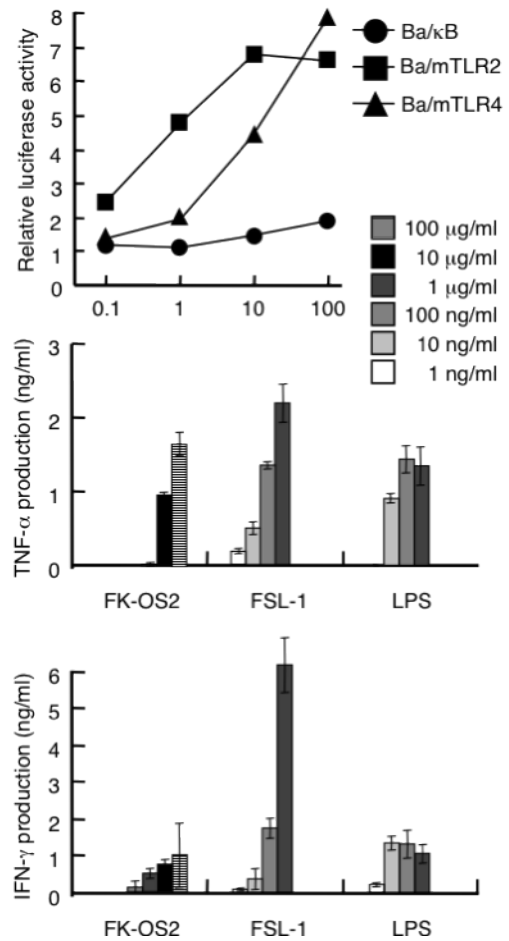 Relative luciferase activity
8
7
6
5
4
3
2
1
0
0.1 1 10 100
Ba/κB
Ba/mTLR2
Ba/mTLR4
100 μg/ml
10 μg/ml
1 μg/ml
100 ng/ml
10 ng/ml
1 ng/ml
TNF-α production (ng/ml)
3
2
1
0
FK-OS2 FSL-1 LPS
IFN-γ production (ng/ml)
6
5
4
3
2
1
0
FK-OS2 FSL-1 LPS